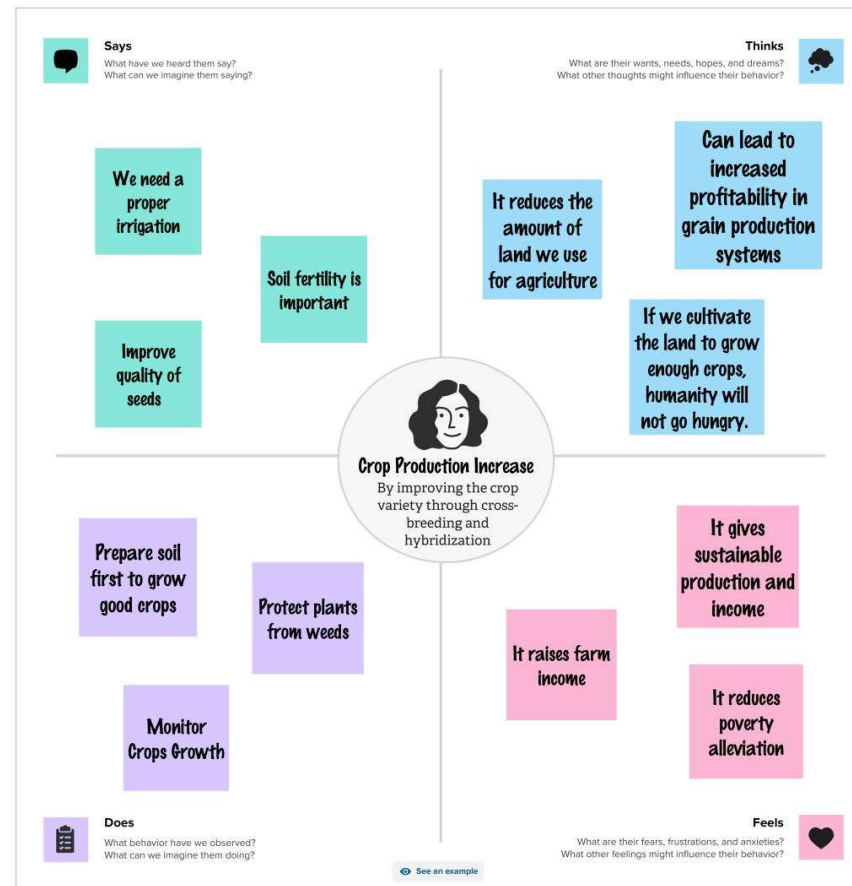 Says
What have we heard them say?
What can we imagine them saying?
Thinks
What are their wants, needs, hopes, and dreams?
What other thoughts might influence their behavior?
We need a
proper
irrigation
Soil fertility is
important
Improve
quality of
seeds
It reduces the
amount of
land we use
for agriculture
Can lead to
increased
profitability in
grain production
systems
If we cultivate
the land to grow
enough crops,
humanity will
not go hungry.
Crop Production Increase
By improving the crop
variety through cross-
breeding and
hybridization
Prepare soil
first to grow
good crops
Protect plants
from weeds
Monitor
Crops Growth
It gives
sustainable
production and
income
It raises farm
income
It reduces
poverty
alleviation
Does
What behavior have we observed?
What can we imagine them doing?
Feels
What are their fears, frustrations, and anxieties?
What other feelings might influence their behavior?
See an example